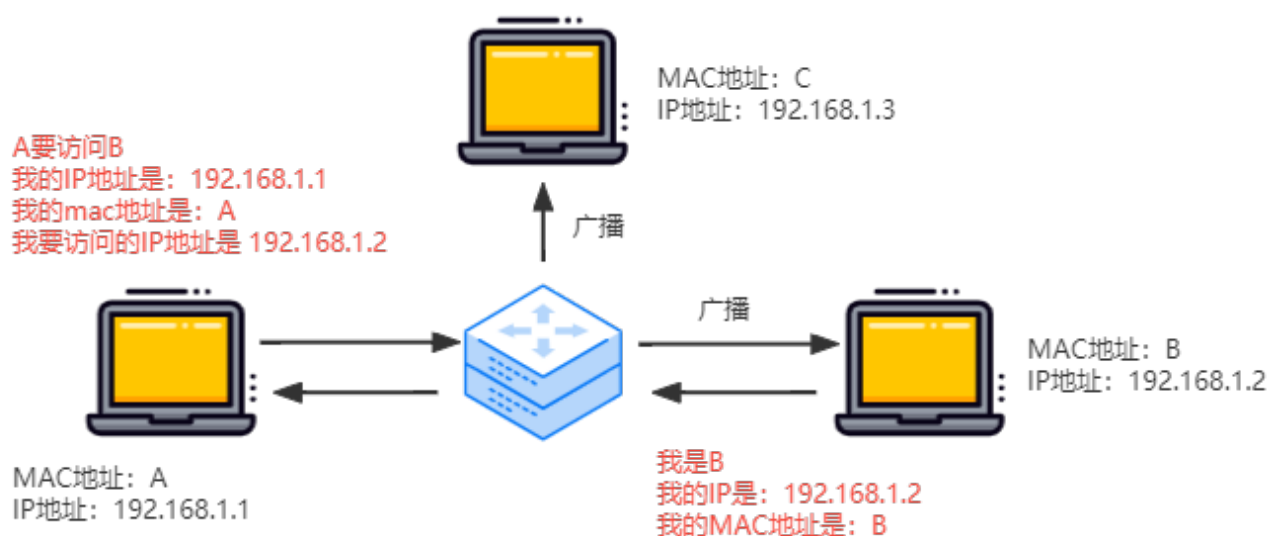 MAC地址：C
IP地址：192.168.1.3
A要访问B
我的IP地址是：192.168.1.1
我的mac地址是：A
我要访问的IP地址是 192.168.1.2
广播
广播
MAC地址：B
IP地址：192.168.1.2
MAC地址：A
IP地址：192.168.1.1
我是B
我的IP是：192.168.1.2
我的MAC地址是：B